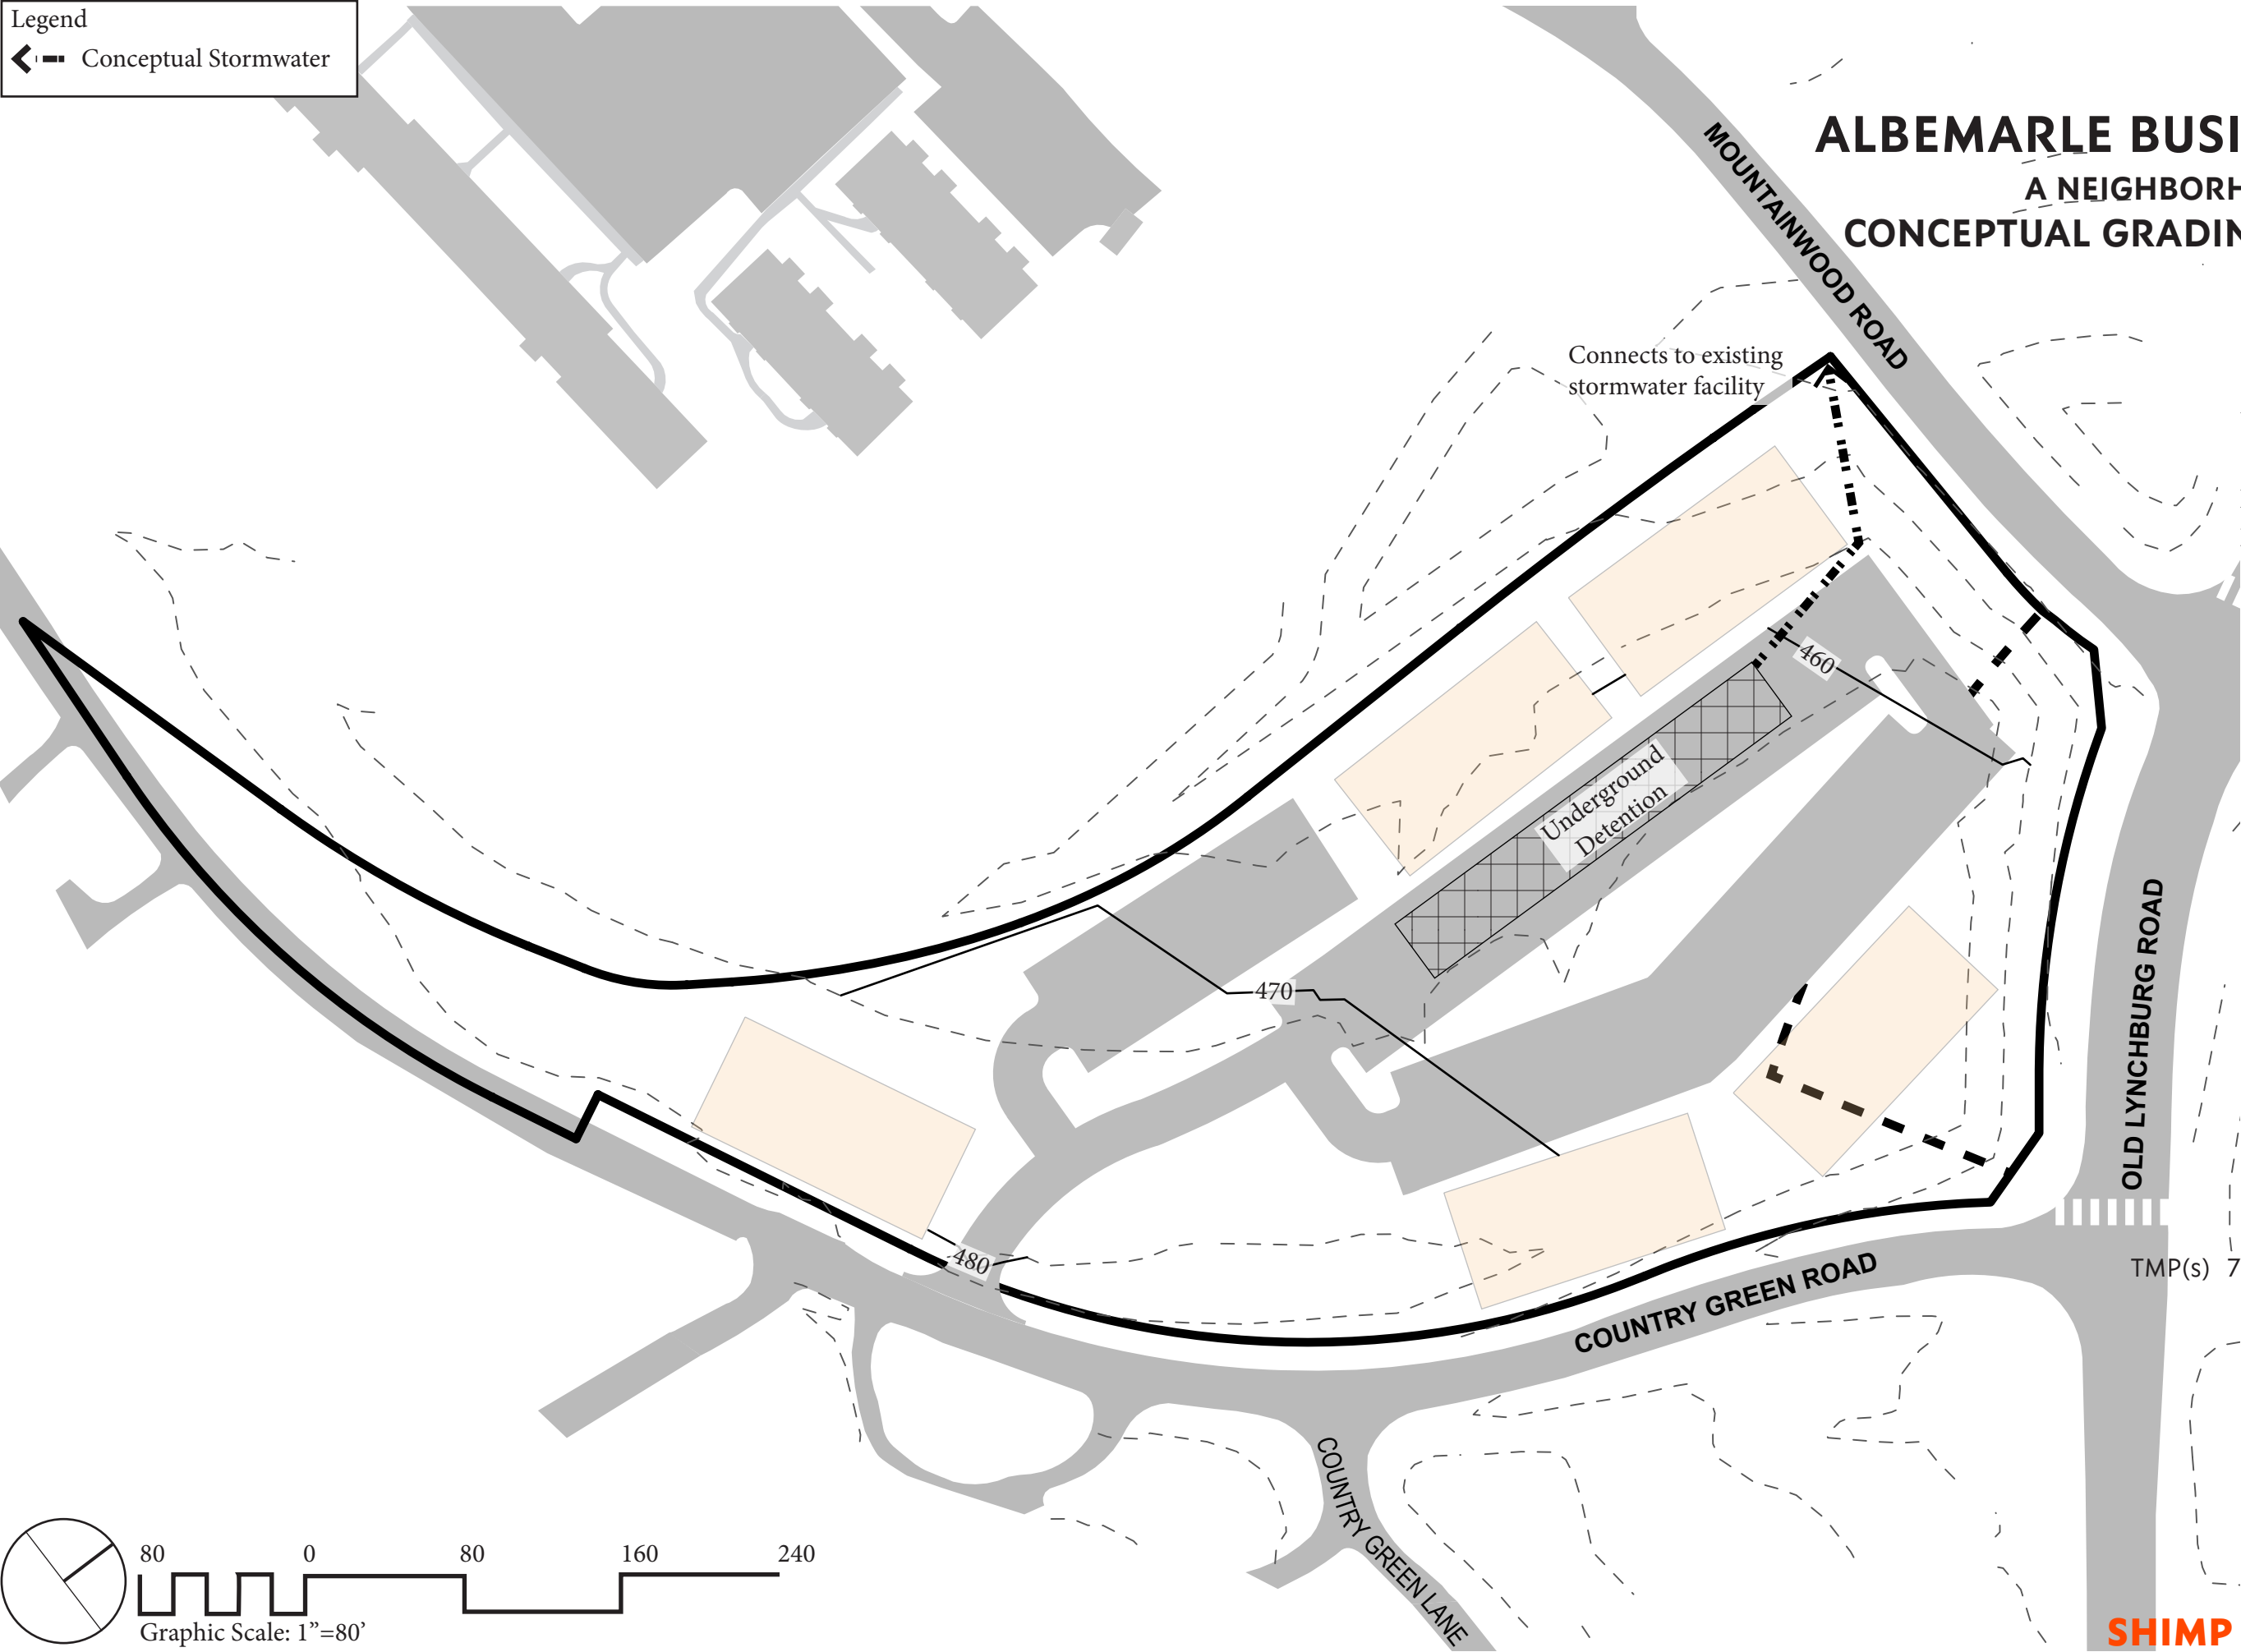 Legend
Conceptual Stormwater
ALBEMARLE BUSI
A NEIGHBORH
CONCEPTUAL GRADIN
MOUNTAINWOOD ROAD
Connects to existing
stormwater facility
460
Underground
Detention
470
OLD LYNCHBURG ROAD
480
TMP(s) 7
COUNTRY GREEN ROAD
COUNTRY GREEN LANE
80 0 80 160 240
Graphic Scale: 1”=80’
SHIMP